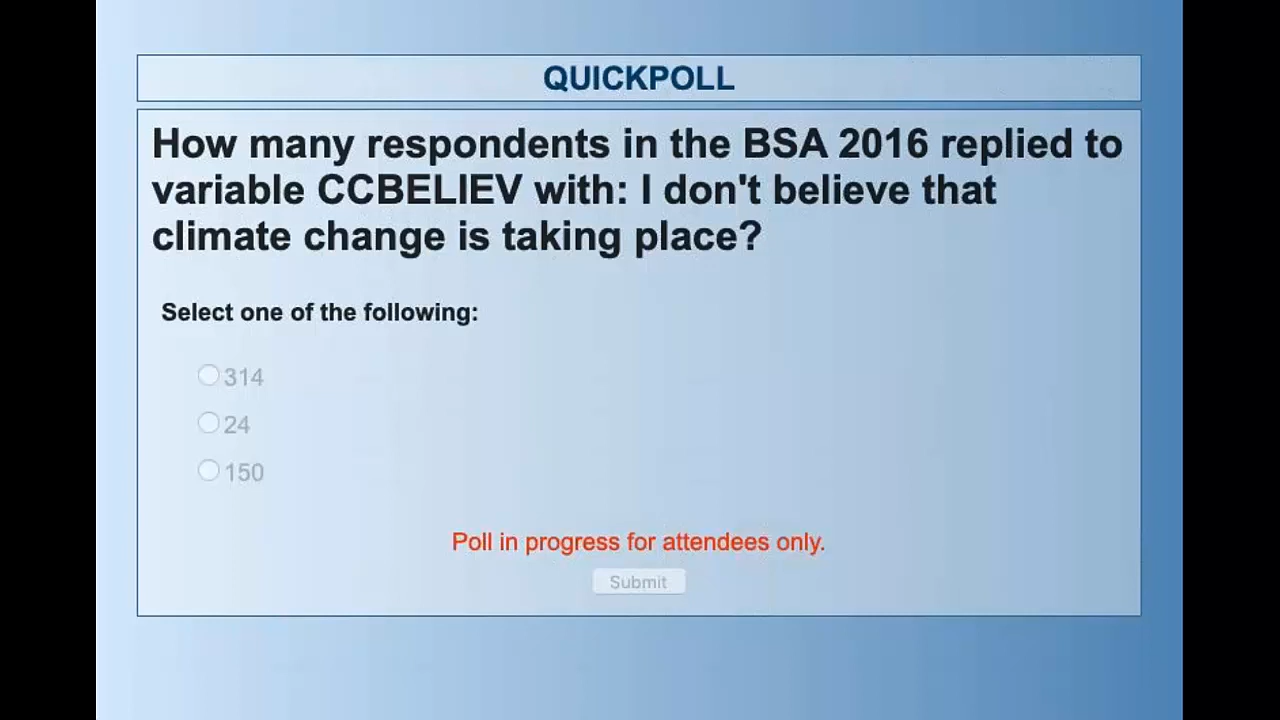 QUICKPOLL
How many respondents in the BSA 2016 replied to
variable CCBELIEV with: I don't believe that
climate change is taking place?
Select one of the following:
314
24
150
Poll in progress for attendees only.
Submit